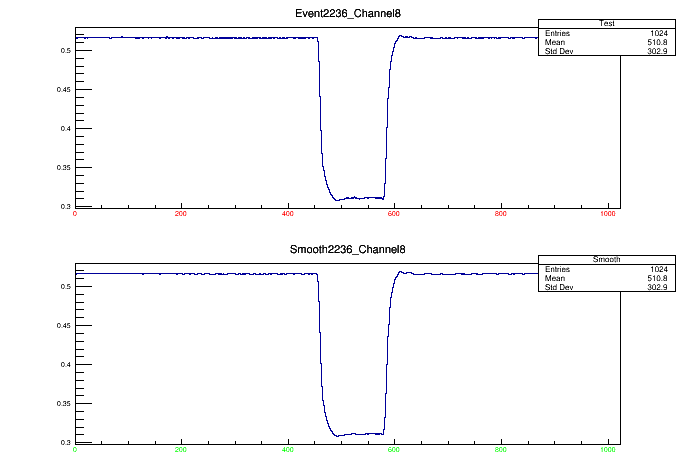 Event2236_Channel8
Test
Entries 1024
Mean 510.8
Std Dev 302.9
0.5
0.45
0.4
0.35
0.3
0 200 400 600 800 1000
Smooth2236_Channel8
Smooth
Entries 1024
Mean 510.8
Std Dev 302.9
0.5
0.45
0.4
0.35
0.3
0 200 400 600 800 1000